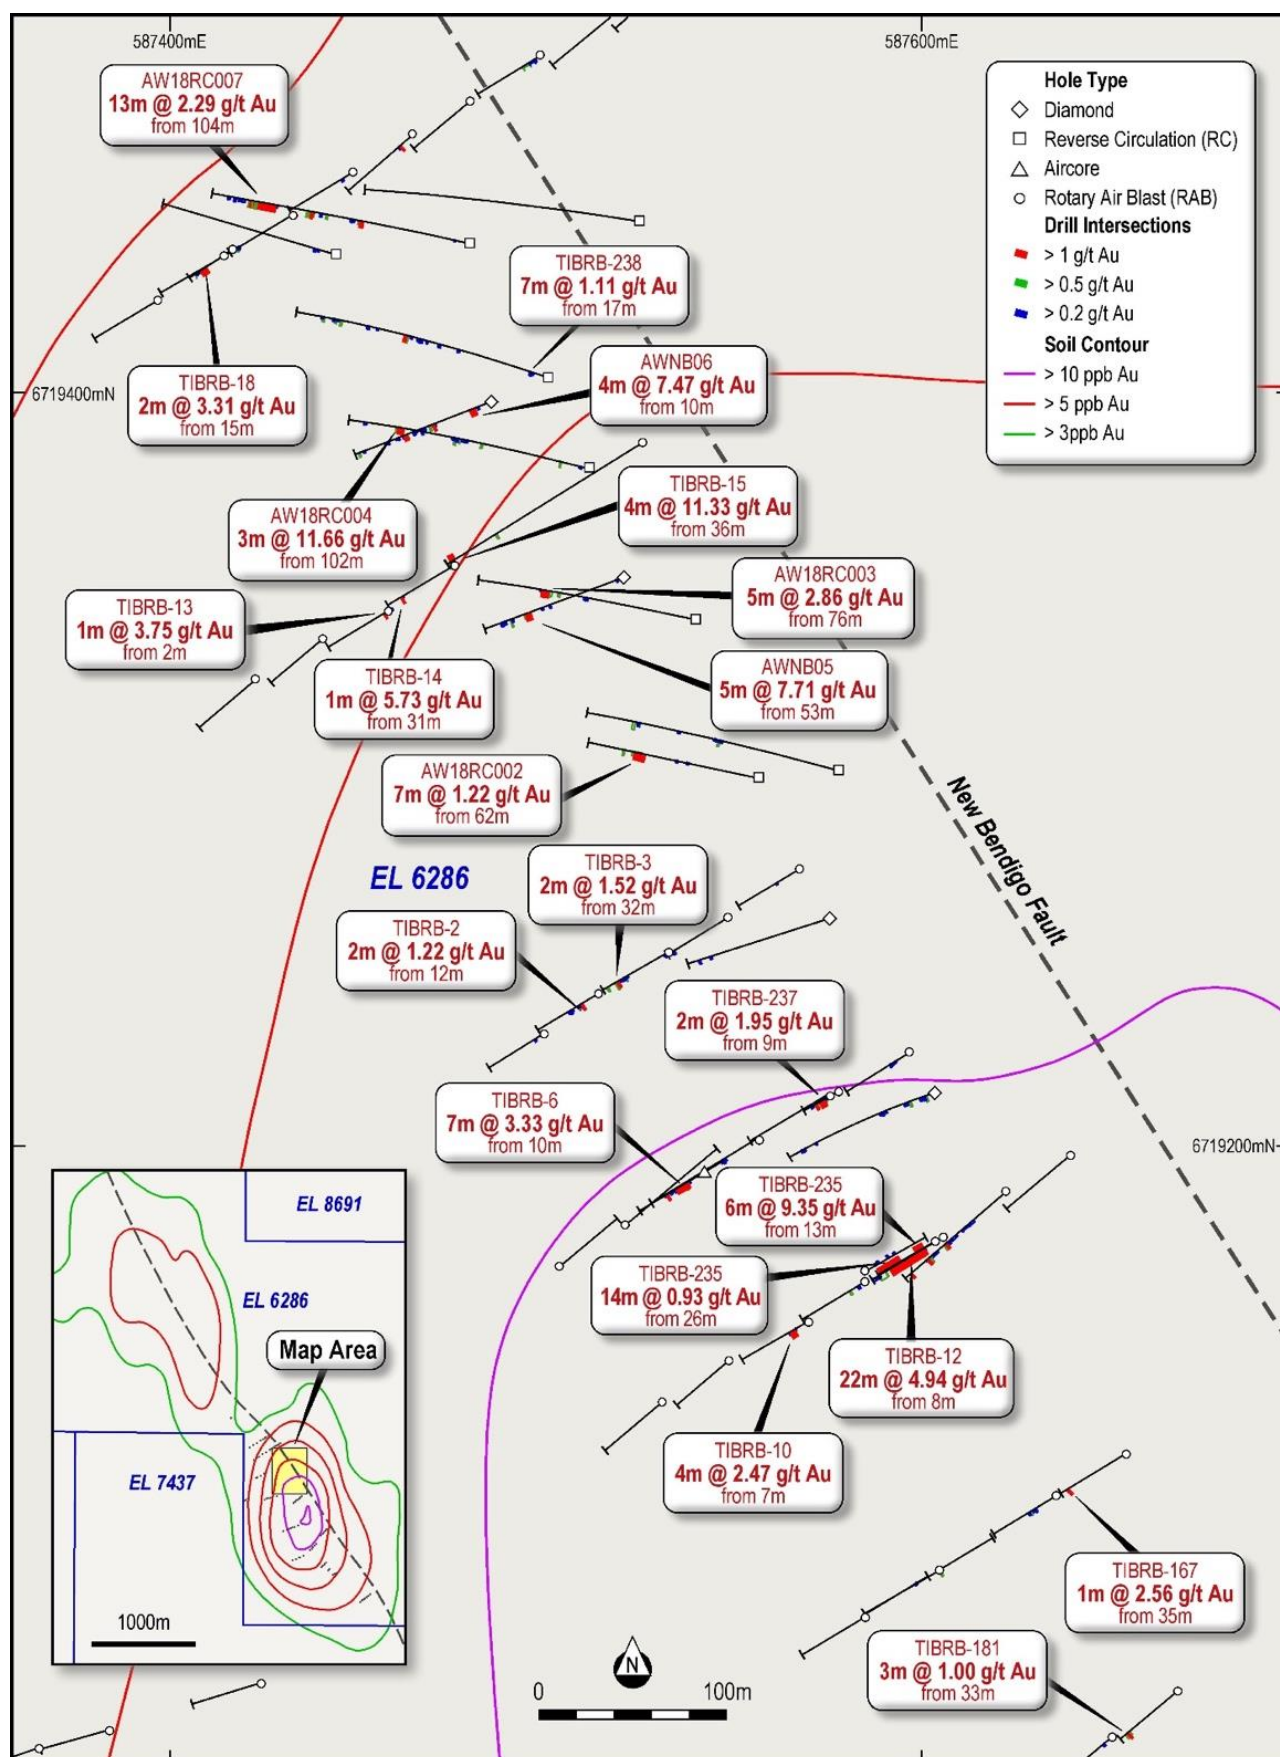 587400mE
587600mE
AW18RC007
13m @ 2.29 g/t Au
from 104m
Hole Type
Diamond
Reverse Circulation (RC)
Aircore
Rotary Air Blast (RAB)
Drill Intersections
> 1 g/t Au
> 0.5 g/t Au
> 0.2 g/t Au
Soil Contour
> 10 ppb Au
> 5 ppb Au
> 3ppb Au
TIBRB-238
7m @ 1.11 g/t Au
from 17m
6719400mN
TIBRB-18
2m @ 3.31 g/t Au
from 15m
AWNB06
4m @ 7.47 g/t Au
from 10m
TIBRB-15
4m @ 11.33 g/t Au
from 36m
AW18RC004
3m @ 11.66 g/t Au
from 102m
AW18RC003
5m @ 2.86 g/t Au
from 76m
TIBRB-13
1m @ 3.75 g/t Au
from 2m
TIBRB-14
1m @ 5.73 g/t Au
from 31m
AWNB05
5m @ 7.71 g/t Au
from 53m
AW18RC002
7m @ 1.22 g/t Au
from 62m
New Bendigo Fault
EL 6286
TIBRB-3
2m @ 1.52 g/t Au
from 32m
TIBRB-2
2m @ 1.22 g/t Au
from 12m
TIBRB-237
2m @ 1.95 g/t Au
from 9m
TIBRB-6
7m @ 3.33 g/t Au
from 10m
6719200mN
TIBRB-235
6m @ 9.35 g/t Au
from 13m
TIBRB-235
14m @ 0.93 g/t Au
from 26m
TIBRB-12
22m @ 4.94 g/t Au
from 8m
TIBRB-10
4m @ 2.47 g/t Au
from 7m
TIBRB-167
1m @ 2.56 g/t Au
from 35m
TIBRB-181
3m @ 1.00 g/t Au
from 33m
EL 8691
EL 6286
Map Area
EL 7437
1000m
N
0
100m